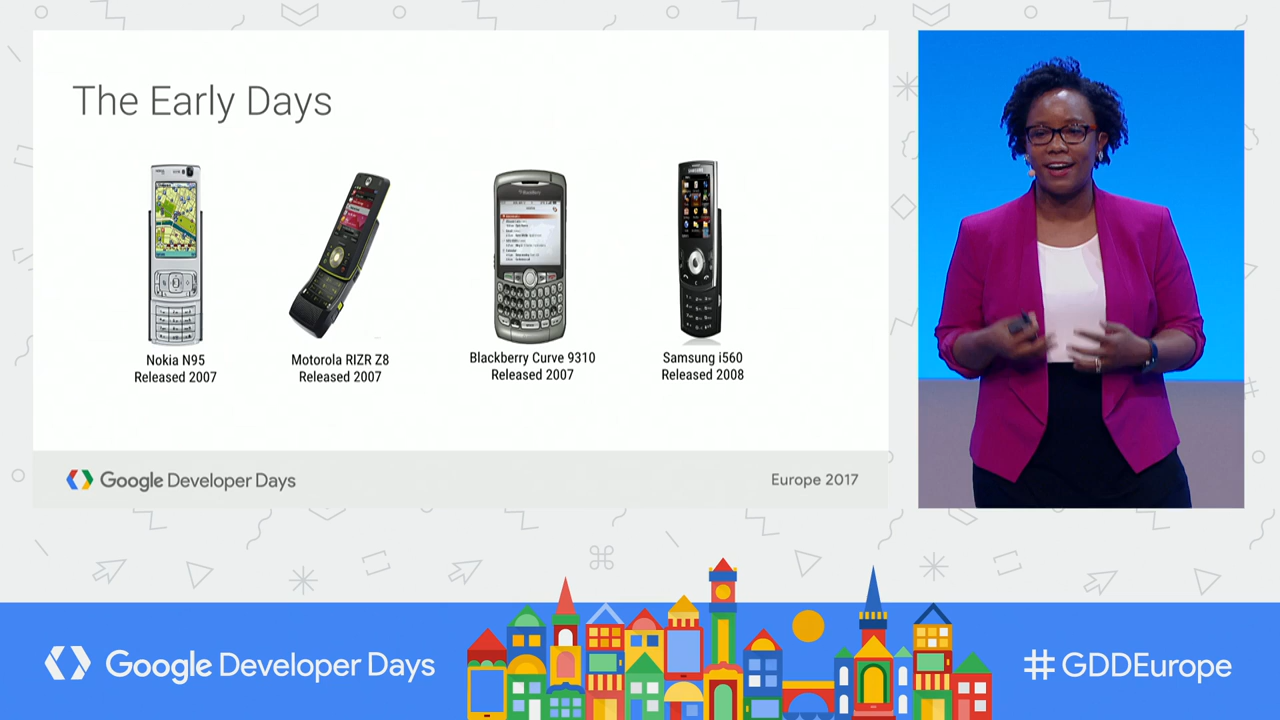 The Early Days
Nokia N95
Released 2007
Motorola RIZR Z8
Released 2007
Blackberry Curve 9310
Released 2007
Samsung i560
Released 2008
Google Developer Days
Europe 2017
Google Developer Days
#GDDEurope